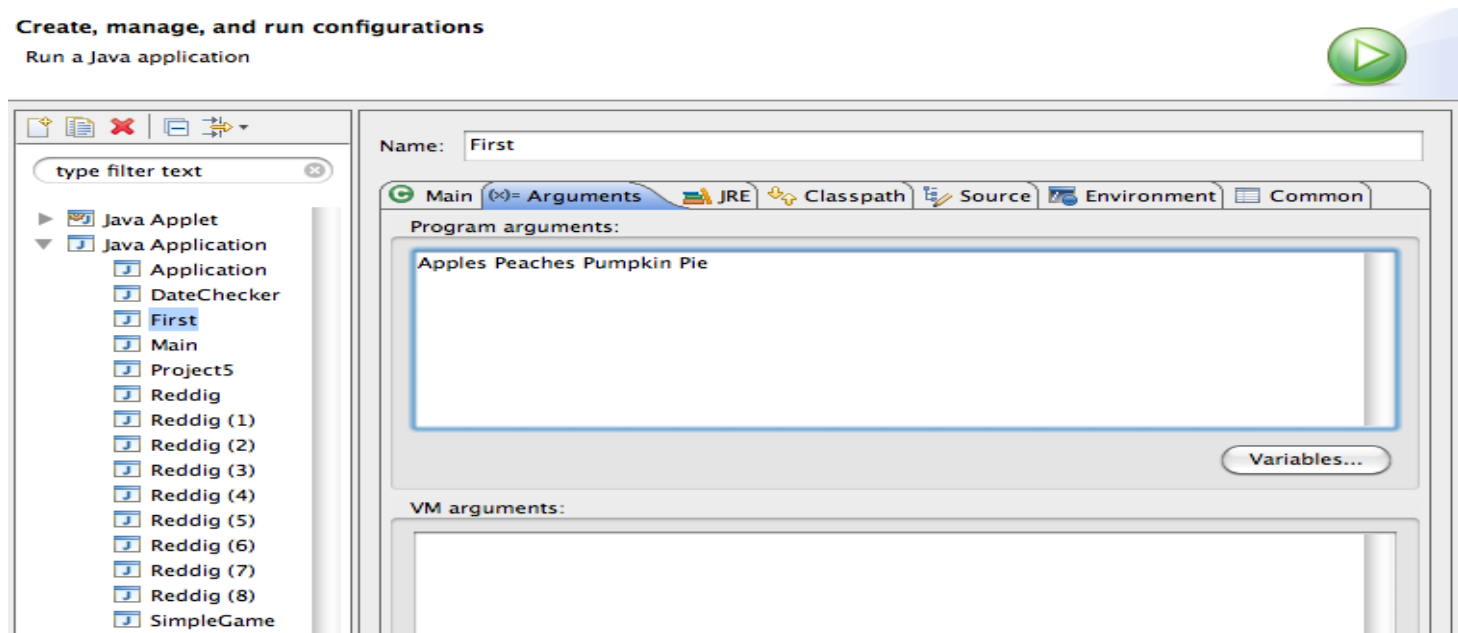 Create, manage, and run configurations
Run a Java application
type filter text
Java Applet
Java Application
Application
DateChecker
First
Main
Project5
Reddig
Reddig (1)
Reddig (2)
Reddig (3)
Reddig (4)
Reddig (5)
Reddig (6)
Reddig (7)
Reddig (8)
SimpleGame
Name: First
Main (x)= Arguments JRE Classpath Source Environment Common
Program arguments:
Apples Peaches Pumpkin Pie
Variables...
VM arguments: